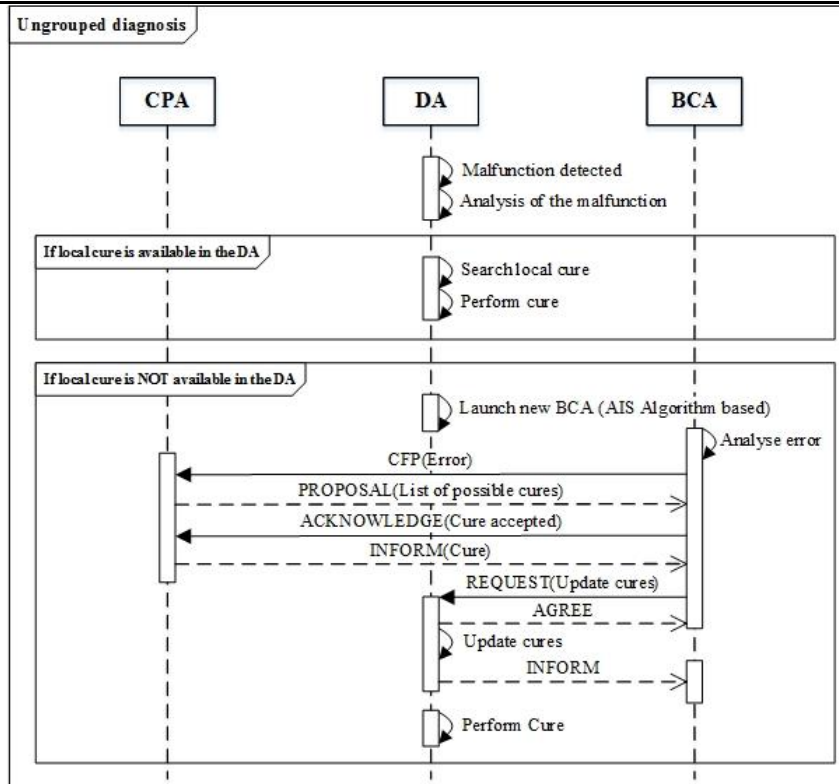 Ungrouped diagnosis
CPA
DA
BCA
Malfunction detected
Analysis of the malfunction
If local cure is available in the DA
Search local cure
Perform cure
If local cure is NOT available in the DA
Launch new BCA (AIS Algorithm based)
Analyse error
CFP(Error)
PROPOSAL(List of possible cures)
ACKNOWLEDGE(Cure accepted)
INFORM(Cure)
REQUEST(Update cures)
AGREE
Update cures
INFORM
Perform Cure